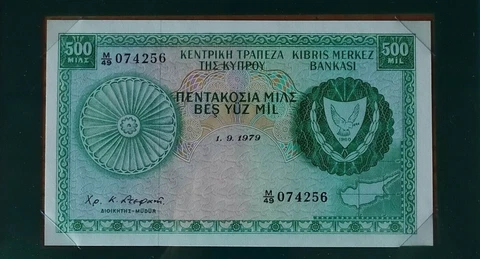 500 ΜΙΛΣ
ΚΕΝΤΡΙΚΗ ΤΡΑΠΕΖΑ ΤΗΣ ΚΥΠΡΟΥ
KIBRIS MERKEZ BANKASI
500 MİL
M/49 074256
ΠΕΝΤΑΚΟΣΙΑ ΜΙΛΣ
BEŞ YÜZ MİL
1.9.1979
M/49 074256
ΔΙΟΙΚΗΤΗΣ-MÜDÜR